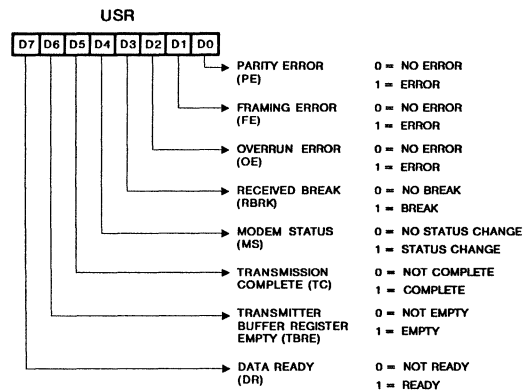 USR
D7 D6 D5 D4 D3 D2 D1 D0
PARITY ERROR 0 = NO ERROR
(PE) 1 = ERROR
FRAMING ERROR 0 = NO ERROR
(FE) 1 = ERROR
OVERRUN ERROR 0 = NO ERROR
(OE) 1 = ERROR
RECEIVED BREAK 0 = NO BREAK
(RBRK) 1 = BREAK
MODEM STATUS 0 = NO STATUS CHANGE
(MS) 1 = STATUS CHANGE
TRANSMISSION 0 = NOT COMPLETE
COMPLETE (TC) 1 = COMPLETE
TRANSMITTER 0 = NOT EMPTY
BUFFER REGISTER 1 = EMPTY
EMPTY (TBRE)
DATA READY 0 = NOT READY
(DR) 1 = READY